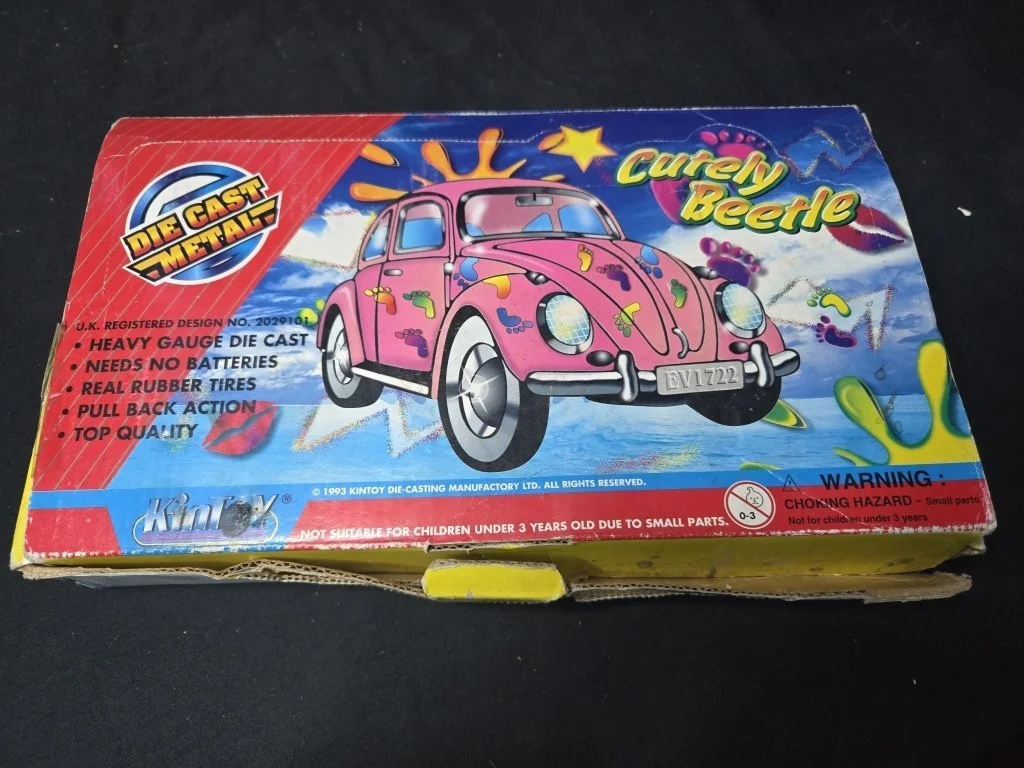 DIE CAST
METAL
Cutely
Beetle
U.K. REGISTERED DESIGN NO. 2029101
• HEAVY GAUGE DIE CAST
• NEEDS NO BATTERIES
• REAL RUBBER TIRES
• PULL BACK ACTION
• TOP QUALITY
EV1722
KinToy®
© 1993 KINTOY DIE-CASTING MANUFACTORY LTD. ALL RIGHTS RESERVED.
NOT SUITABLE FOR CHILDREN UNDER 3 YEARS OLD DUE TO SMALL PARTS.
0-3
WARNING :
CHOKING HAZARD - Small parts
Not for children under 3 years